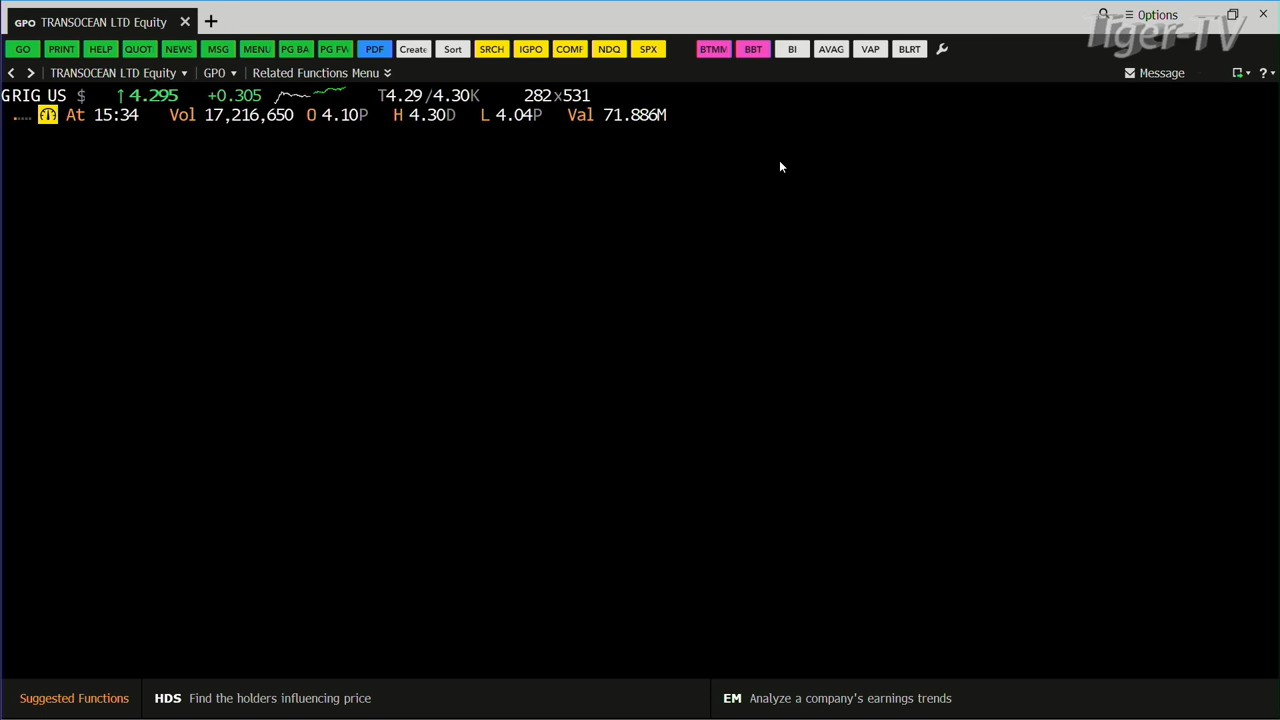 GPO TRANSOCEAN LTD Equity
Options
Tiger-TV
GO PRINT HELP QUOT NEWS MSG MENU PG BA PG FW PDF Create Sort SRCH IGPO COMF NDQ SPX BTMM BBT BI AVAG VAP BLRT
TRANSOCEAN LTD Equity GPO Related Functions Menu Message ?
GRIG US $ ↑4.295 +0.305 T4.29/4.30K 282x531
At 15:34 Vol 17,216,650 O 4.10P H 4.30D L 4.04P Val 71.886M
Suggested Functions HDS Find the holders influencing price EM Analyze a company's earnings trends